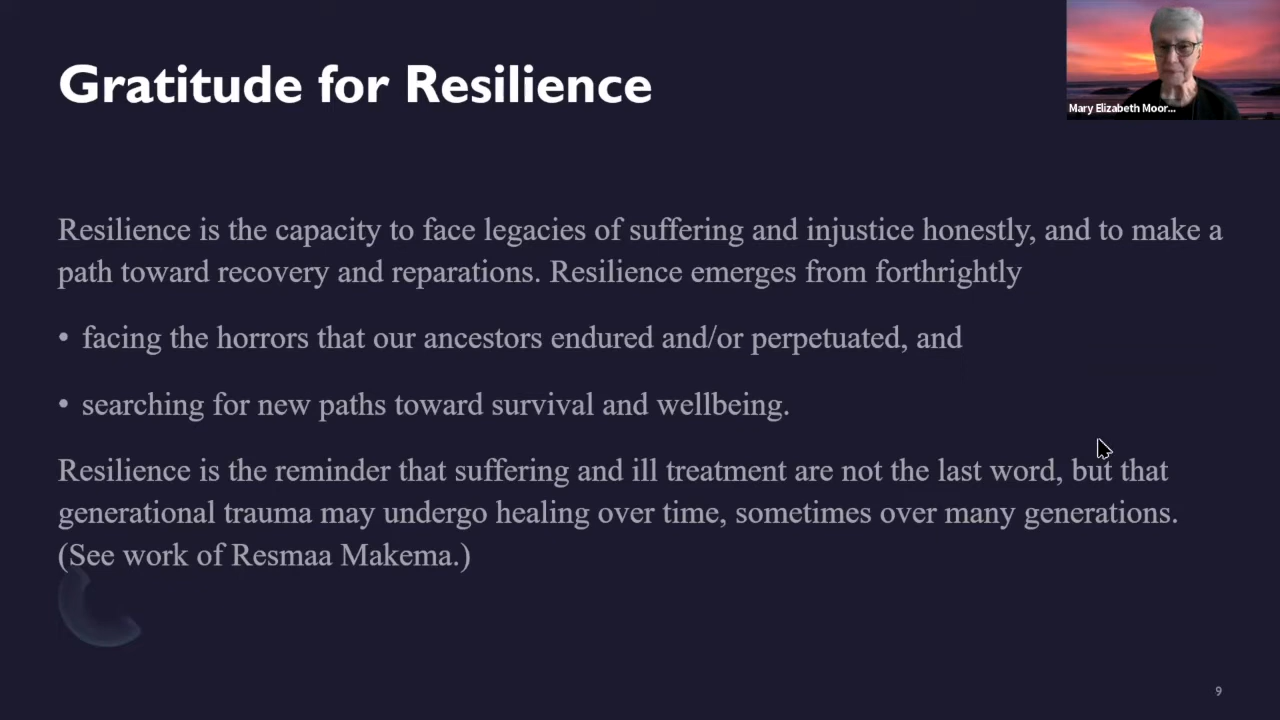 Gratitude for Resilience
Mary Elizabeth Moor...
Resilience is the capacity to face legacies of suffering and injustice honestly, and to make a
path toward recovery and reparations. Resilience emerges from forthrightly
• facing the horrors that our ancestors endured and/or perpetuated, and
• searching for new paths toward survival and wellbeing.
Resilience is the reminder that suffering and ill treatment are not the last word, but that
generational trauma may undergo healing over time, sometimes over many generations.
(See work of Resmaa Makema.)
9